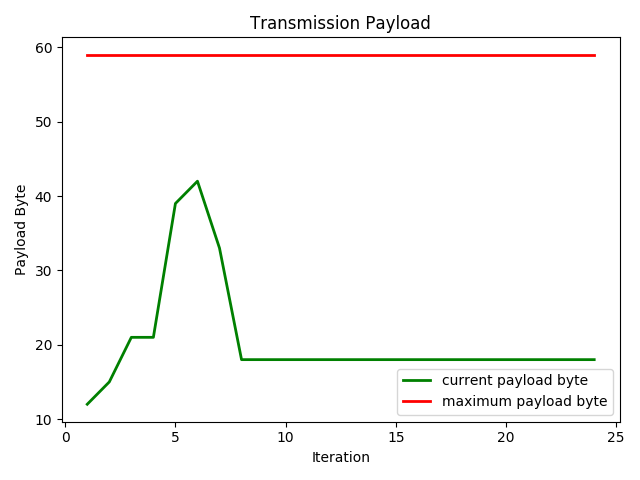 Transmission Payload
Payload Byte
60
50
40
30
20
10
current payload byte
maximum payload byte
0
5
10
15
20
25
Iteration